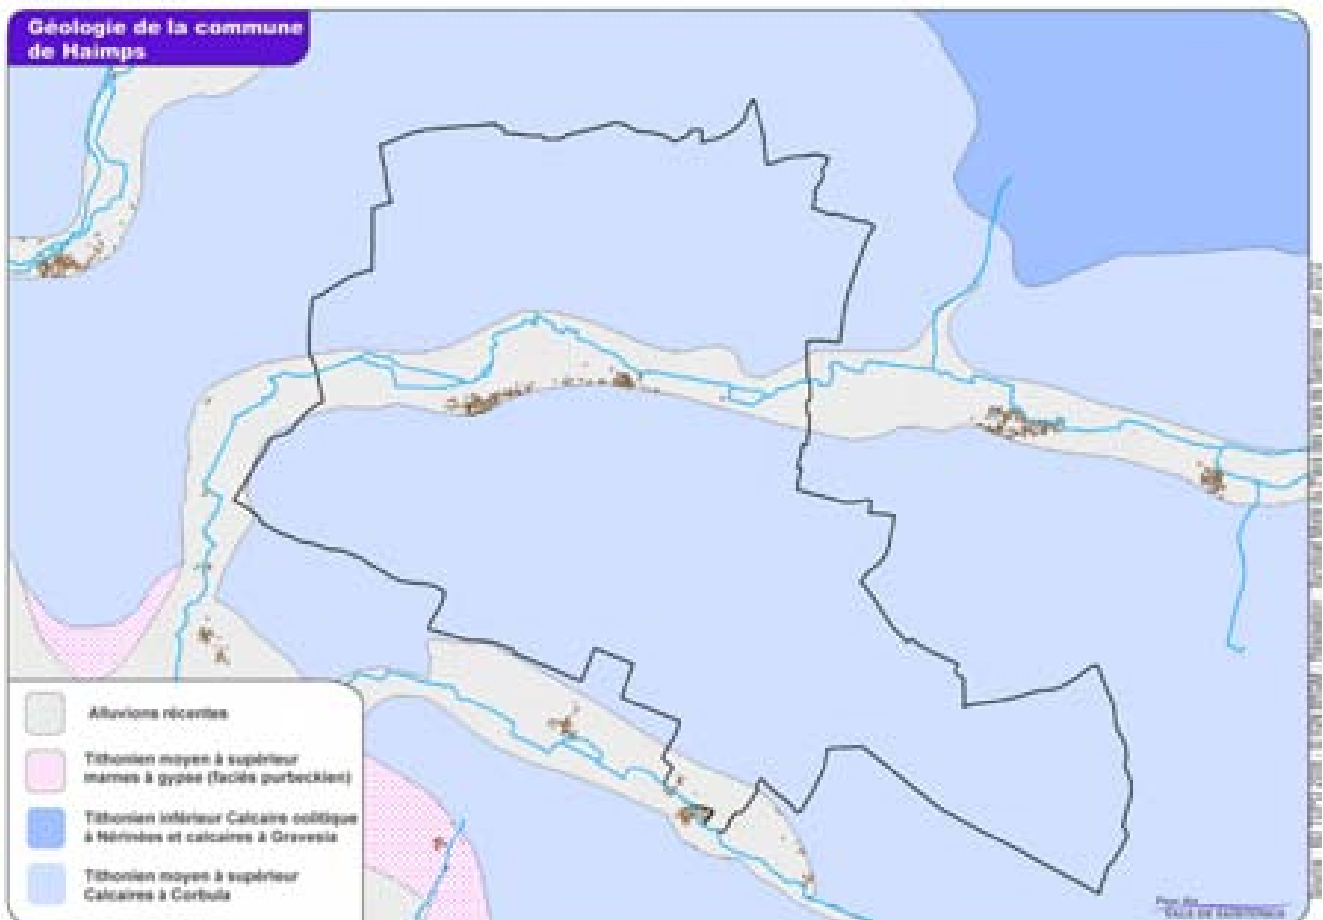 Géologie de la commune
de Haimps
Alluvions récentes
Tithonien moyen à supérieur
marnes à gypse (faciès purbeckien)
Tithonien inférieur Calcaire oolitique
à Nérinées et calcaires à Gravesia
Tithonien moyen à supérieur
Calcaires à Corbula